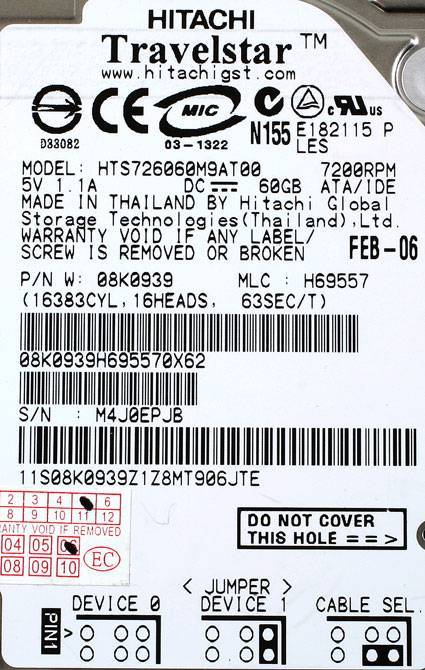 HITACHI
Travelstar™
www.hitachigst.com
CE MIC C UL US
D33082 03-1322 N155 E182115 P
LES
MODEL: HTS726060M9AT00 7200RPM
5V 1.1A DC 60GB ATA/IDE
MADE IN THAILAND BY Hitachi Global
Storage Technologies(Thailand),Ltd.
WARRANTY VOID IF ANY LABEL/
SCREW IS REMOVED OR BROKEN FEB-06
P/N W: 08K0939 MLC : H69557
(16383CYL,16HEADS, 63SEC/T)
08K0939H695570X62
S/N : M4J0EPJB
11S08K0939Z1Z8MT906JTE
2 3 4 6
8 9 10 11 12
RANTY VOID IF REMOVED
04 05 06
08 09 10 EC
DO NOT COVER
THIS HOLE ==>
< JUMPER >
DEVICE 0 DEVICE 1 CABLE SEL.
PIN1